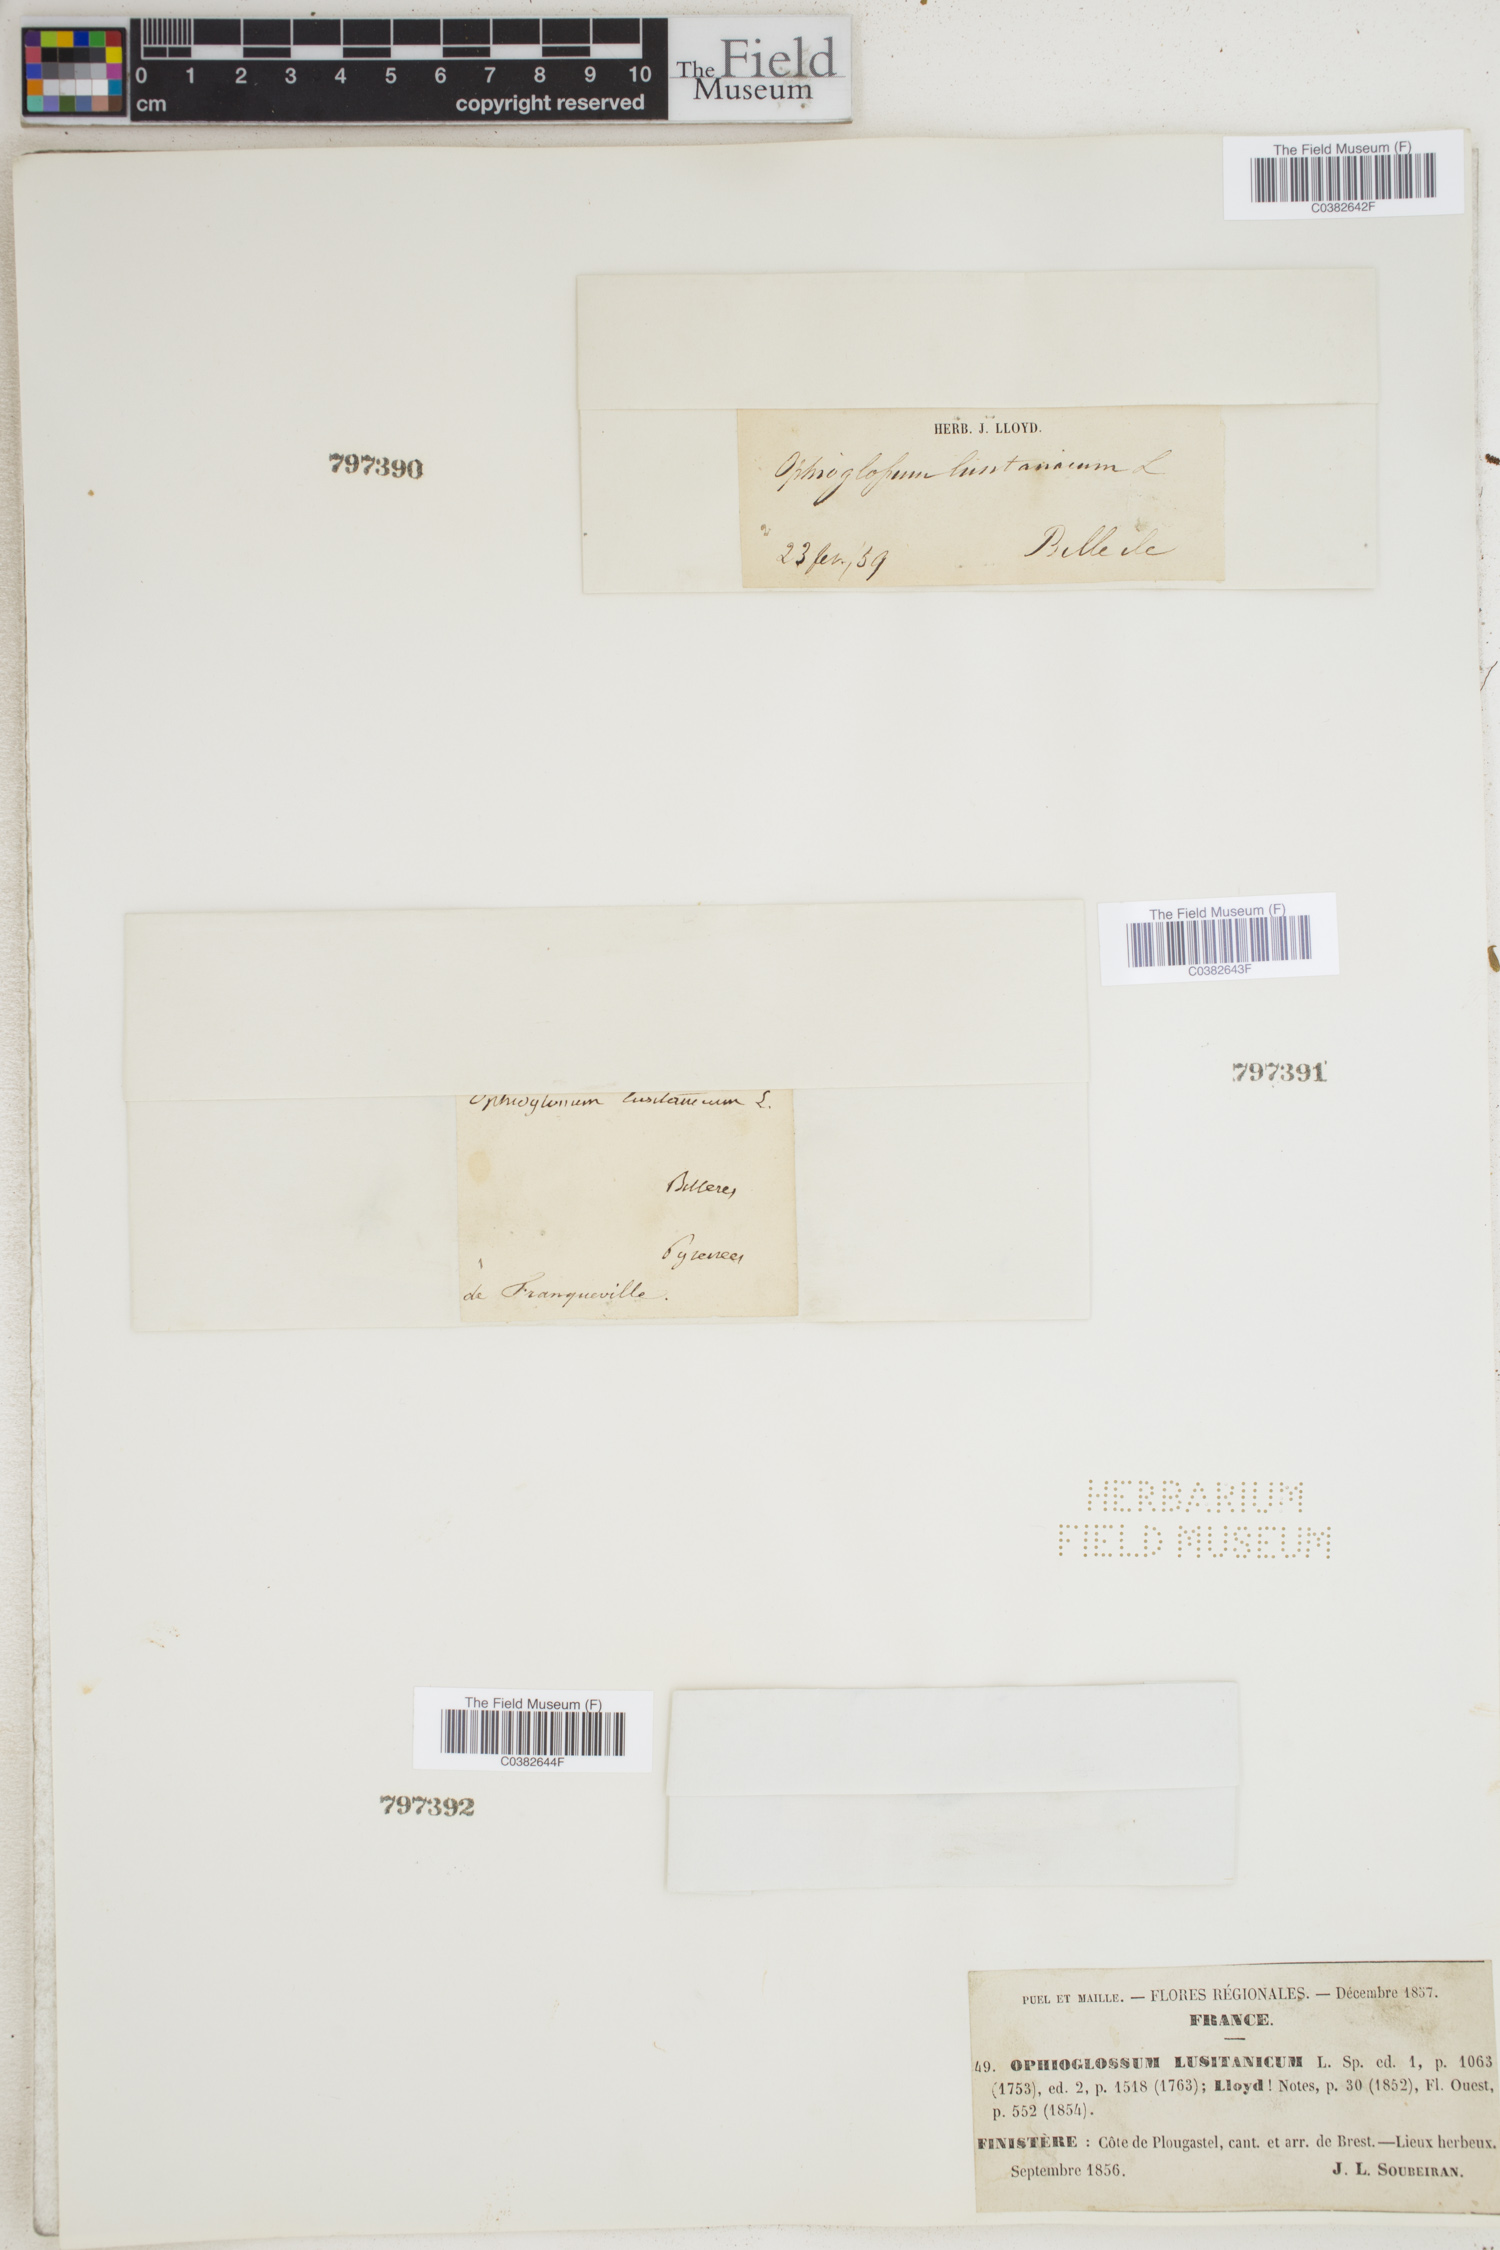 0 1 2 3 4 5 6 7 8 9 10
cm
copyright reserved
The Field
Museum
The Field Museum (F)
C0382642F
797390
HERB. J. LLOYD.
Ophioglossum lusitanicum L
23 fev, 59
Belle ile
The Field Museum (F)
C0382643F
797391
Ophioglossum lusitanicum L.
Billeres
Pyrenees
de Franqueville.
HERBARIUM
FIELD MUSEUM
The Field Museum (F)
C0382644F
797392
PUEL ET MAILLE. — FLORES RÉGIONALES. — Décembre 1857.
FRANCE.
49. OPHIOGLOSSUM LUSITANICUM L. Sp. ed. 1, p. 1063
(1753), ed. 2, p. 1518 (1763); Lloyd! Notes, p. 30 (1852), Fl. Ouest,
p. 552 (1854).
FINISTÈRE : Côte de Plougastel, cant. et arr. de Brest.—Lieux herbeux.
Septembre 1856.
J. L. SOUBEIRAN.